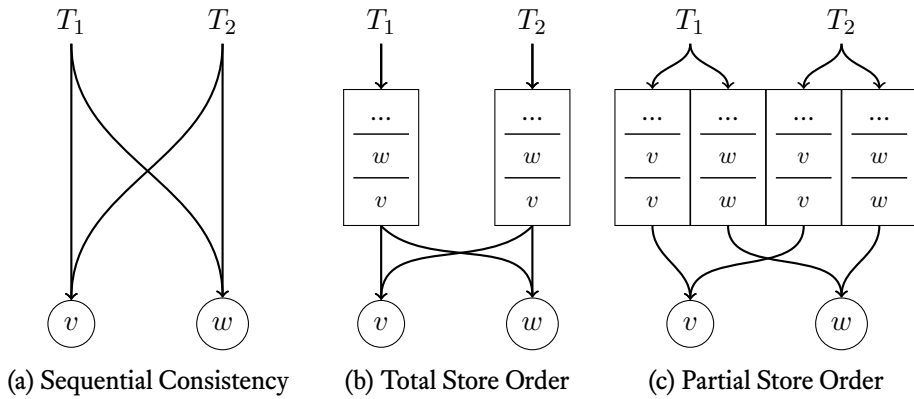 T₁ T₂ T₁ T₂ T₁ T₂
... ... ... ... ... ...
w w v w v w
v v v w v w
v w v w v w
(a) Sequential Consistency (b) Total Store Order (c) Partial Store Order